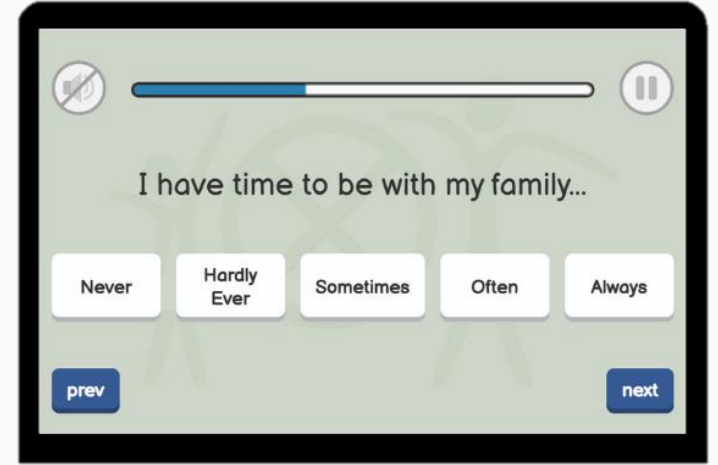 I have time to be with my family...
Never
Hardly
Ever
Sometimes
Often
Always
prev
next